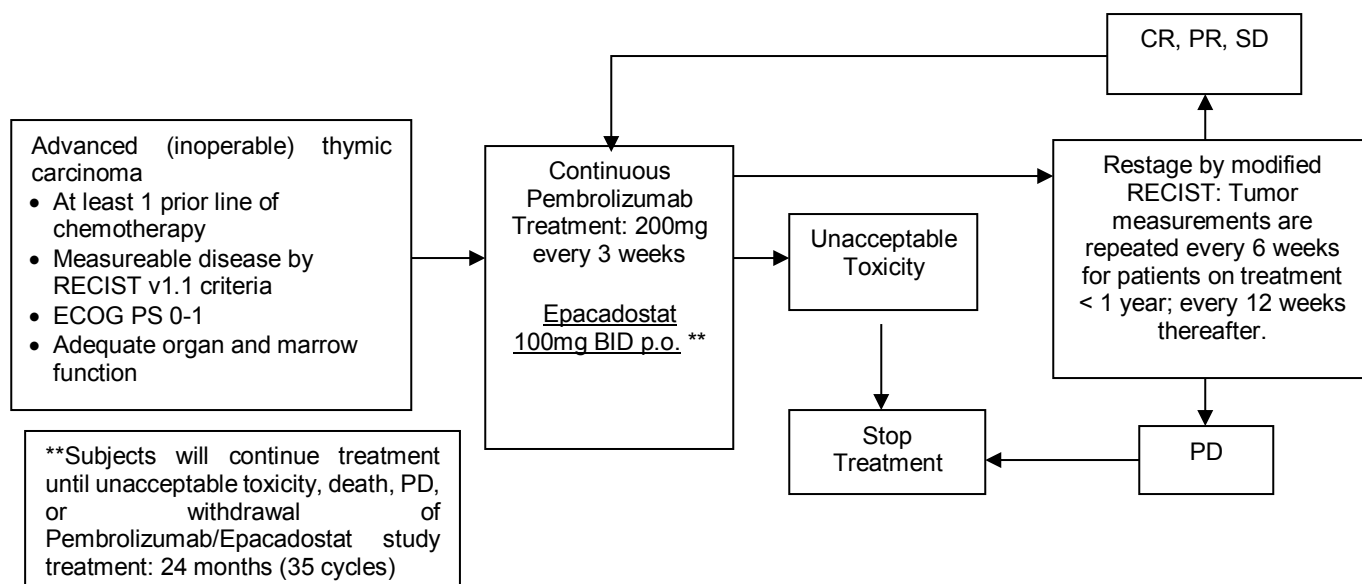 Advanced (inoperable) thymic
carcinoma
• At least 1 prior line of
chemotherapy
• Measureable disease by
RECIST v1.1 criteria
• ECOG PS 0-1
• Adequate organ and marrow
function
**Subjects will continue treatment
until unacceptable toxicity, death, PD,
or withdrawal of
Pembrolizumab/Epacadostat study
treatment: 24 months (35 cycles)
Continuous
Pembrolizumab
Treatment: 200mg
every 3 weeks
Epacadostat
100mg BID p.o. **
Unacceptable
Toxicity
Stop
Treatment
CR, PR, SD
Restage by modified
RECIST: Tumor
measurements are
repeated every 6 weeks
for patients on treatment
< 1 year; every 12 weeks
thereafter.
PD